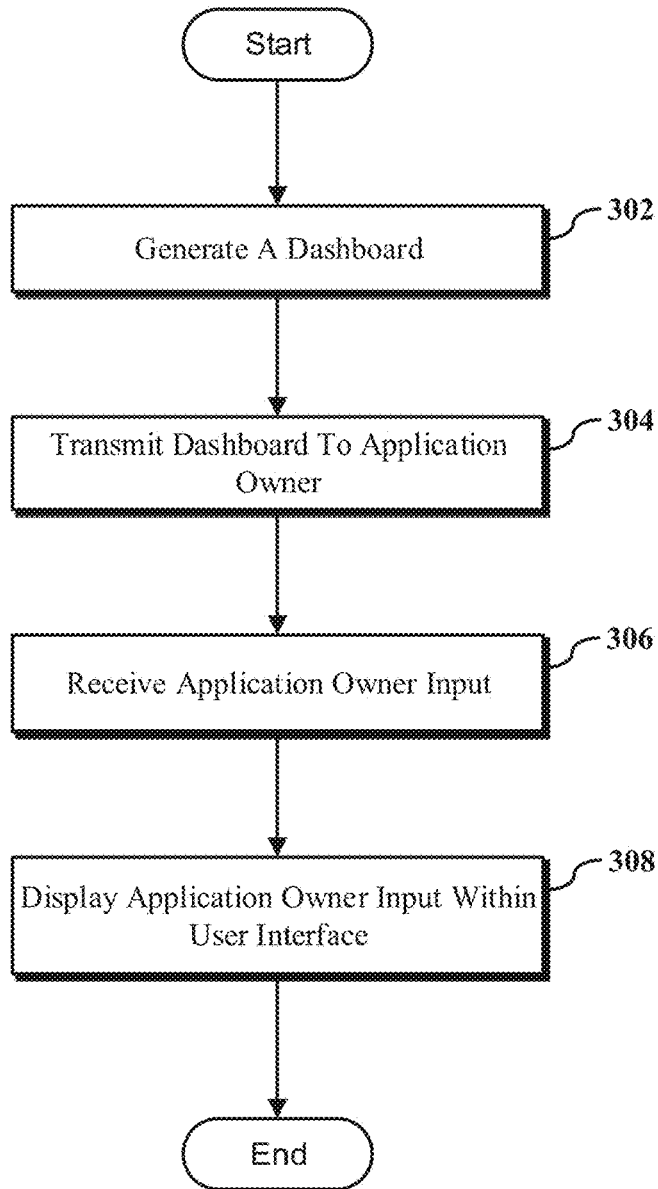 Start
302
Generate A Dashboard
304
Transmit Dashboard To Application
Owner
306
Receive Application Owner Input
308
Display Application Owner Input Within
User Interface
End